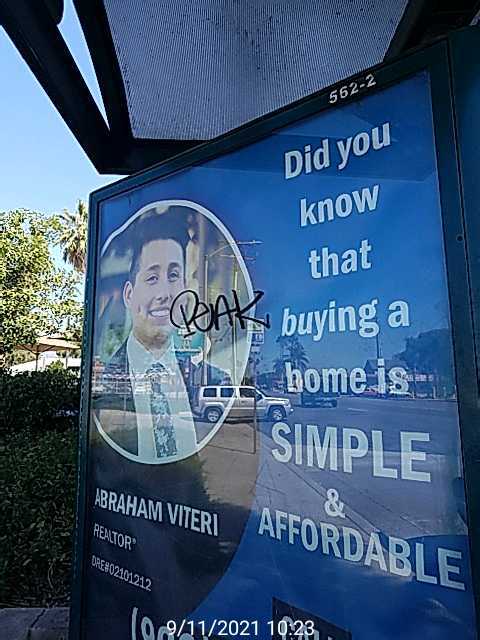 562-2
Did you
know
that
buying a
home is
SIMPLE
&
AFFORDABLE
PEAK
ABRAHAM VITERI
REALTOR®
DRE#02101212
9/11/2021 10:23